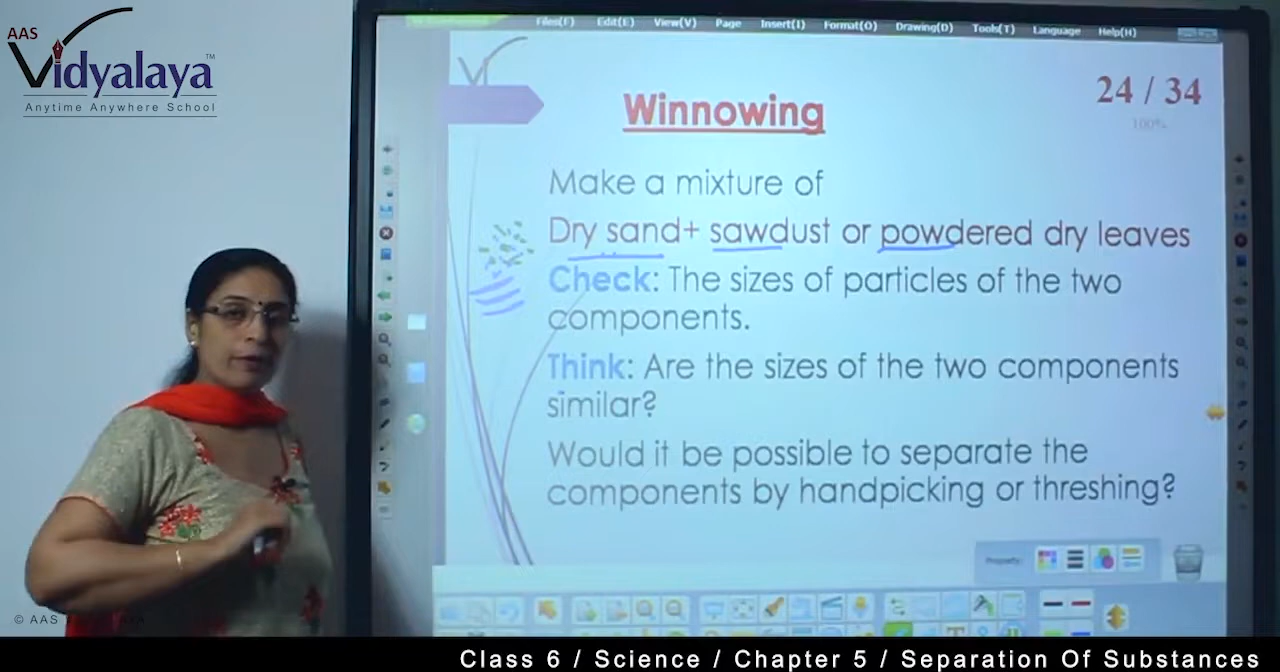 AAS
Vidyalaya™
Anytime Anywhere School
Files(F) Edit(E) View(V) Page Insert(I) Format(O) Drawing(D) Tools(T) Language Help(H)
24 / 34
100%
Winnowing
Make a mixture of
Dry sand+ sawdust or powdered dry leaves
Check: The sizes of particles of the two
components.
Think: Are the sizes of the two components
similar?
Would it be possible to separate the
components by handpicking or threshing?
Property
© AAS
Class 6 / Science / Chapter 5 / Separation Of Substances